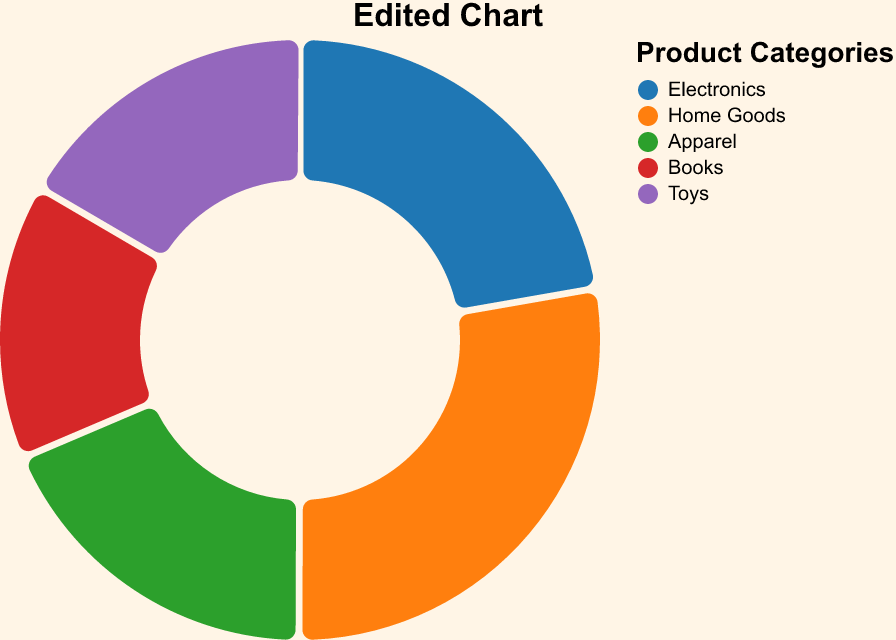 Edited Chart
Product Categories
Electronics
Home Goods
Apparel
Books
Toys